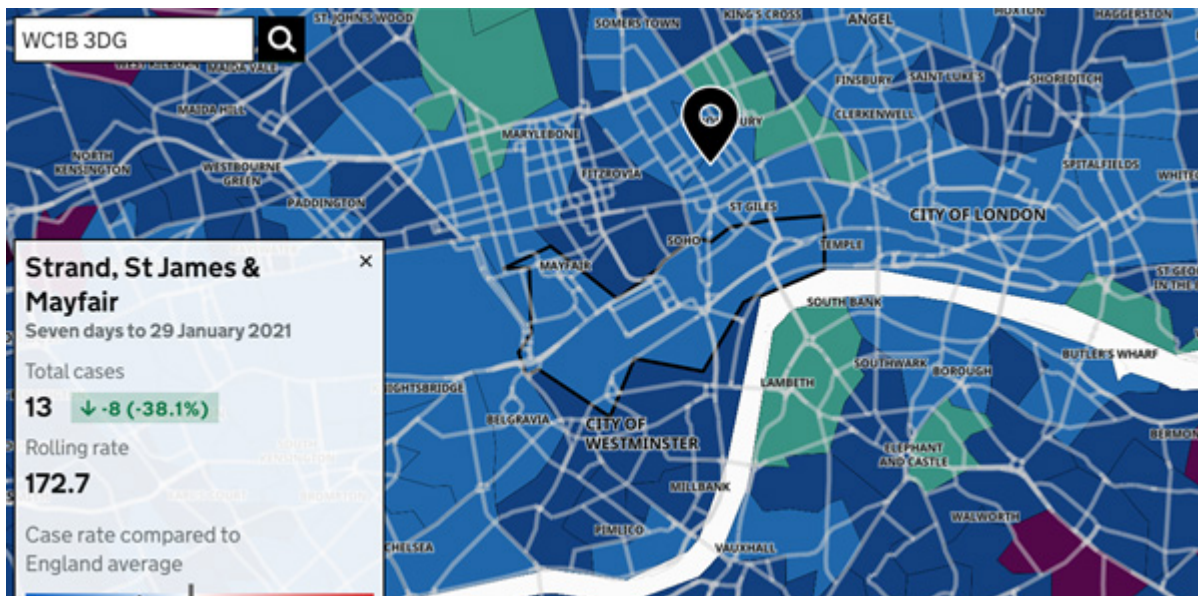 WC1B 3DG
ST. JOHN'S WOOD
SOMERS TOWN
KING'S CROSS
ANGEL
HOXTON
HAGGERSTON
WEST KILBURN
MAIDA VALE
FINSBURY
SAINT LUKE'S
SHOREDITCH
MAIDA HILL
MARYLEBONE
CLERKENWELL
NORTH
KENSINGTON
WESTBOURNE
GREEN
FITZROVIA
SPITALFIELDS
PADDINGTON
ST GILES
CITY OF LONDON
SOHO
TEMPLE
MAYFAIR
Strand, St James &
Mayfair
Seven days to 29 January 2021
Total cases
13 ↓ -8 (-38.1%)
Rolling rate
172.7
Case rate compared to
England average
SOUTH BANK
BUTLER'S WHARF
SOUTHWARK
BOROUGH
LAMBETH
BELGRAVIA
CITY OF
WESTMINSTER
ELEPHANT
AND CASTLE
MILLBANK
WALWORTH
PIMLICO
VAUXHALL
CHELSEA